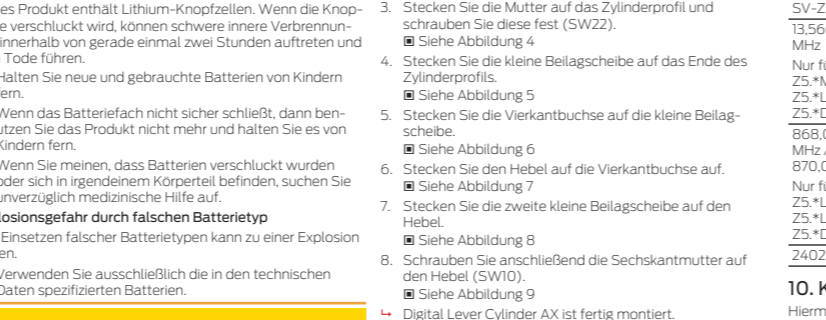 es Produkt enthält Lithium-Knopfzellen. Wenn die Knop-
e verschluckt wird, können schwere innere Verbrennun-
innerhalb von gerade einmal zwei Stunden auftreten und
Tode führen.
Halten Sie neue und gebrauchte Batterien von Kindern
fern.
Wenn das Batteriefach nicht sicher schließt, dann ben-
utzen Sie das Produkt nicht mehr und halten Sie es von
Kindern fern.
Wenn Sie meinen, dass Batterien verschluckt wurden
oder sich in irgendeinem Körperteil befinden, suchen Sie
unverzüglich medizinische Hilfe auf.
losionsgefahr durch falschen Batterietyp
Einsetzen falscher Batterietypen kann zu einer Explosion
en.
Verwenden Sie ausschließlich die in den technischen
Daten spezifizierten Batterien.
3. Stecken Sie die Mutter auf das Zylinderprofil und
schrauben Sie diese fest (SW22).
▣ Siehe Abbildung 4
4. Stecken Sie die kleine Beilagscheibe auf das Ende des
Zylinderprofils.
▣ Siehe Abbildung 5
5. Stecken Sie die Vierkantbuchse auf die kleine Beilag-
scheibe.
▣ Siehe Abbildung 6
6. Stecken Sie den Hebel auf die Vierkantbuchse auf.
▣ Siehe Abbildung 7
7. Stecken Sie die zweite kleine Beilagscheibe auf den
Hebel.
▣ Siehe Abbildung 8
8. Schrauben Sie anschließend die Sechskantmutter auf
den Hebel (SW10).
▣ Siehe Abbildung 9
↳ Digital Lever Cylinder AX ist fertig montiert.
SV-Z
13,560
MHz
Nur fü
Z5.*M
Z5.*L
Z5.*D
868,0
MHz /
870,0
Nur fü
Z5.*L
Z5.*L
Z5.*D
2402
10. K
Hierm